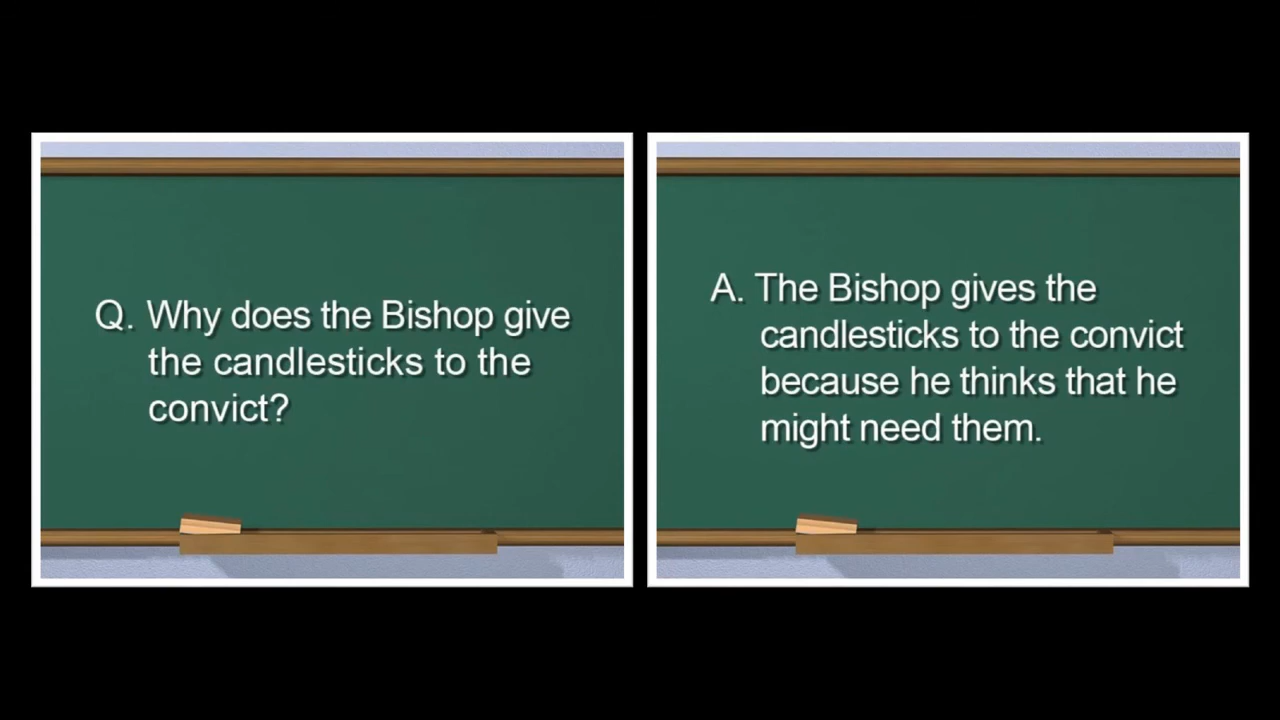 Q. Why does the Bishop give
the candlesticks to the
convict?
A. The Bishop gives the
candlesticks to the convict
because he thinks that he
might need them.